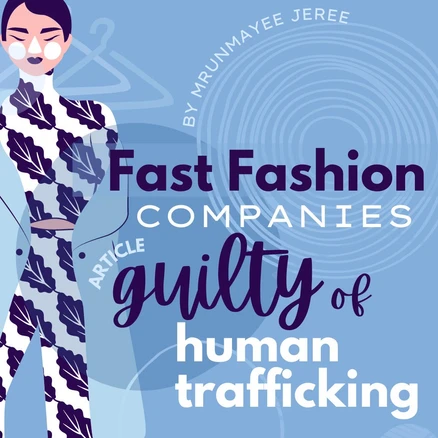 BY MRUNMAYEE JEREE
Fast Fashion
COMPANIES
ARTICLE
guilty of
human
trafficking